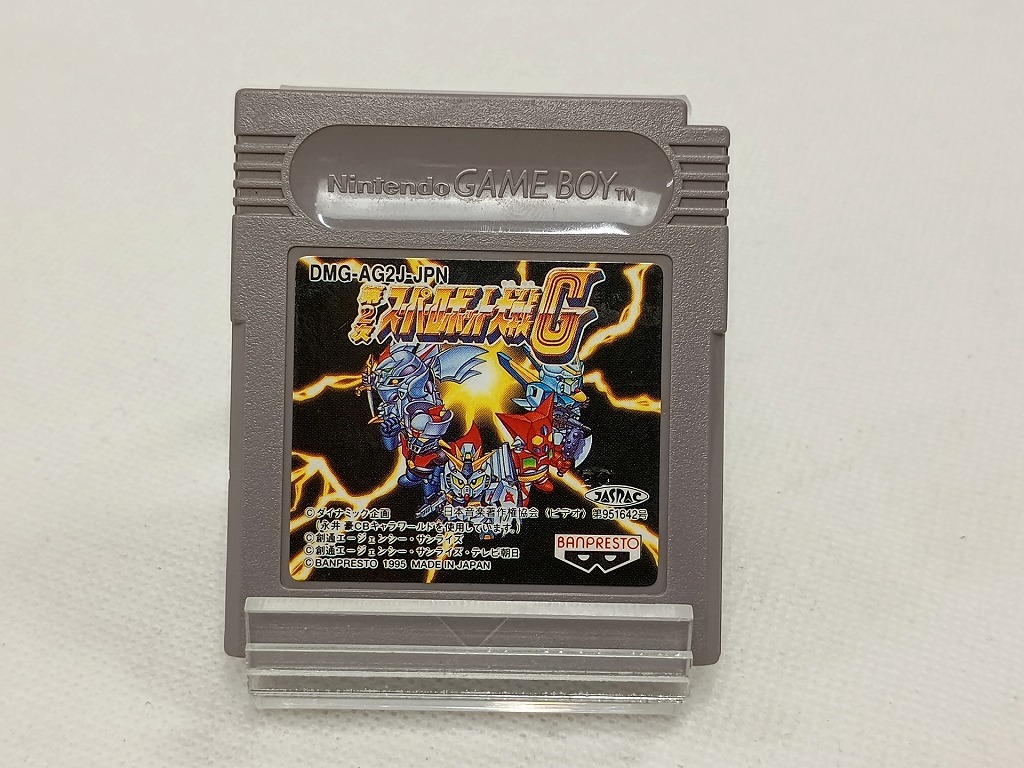 Nintendo GAME BOY TM
DMG-AG2J-JPN
第2次
スーパーロボット大戦G
JASRAC
©ダイナミック企画 日本音楽著作権協会（ビデオ）第951642号
（永井 豪CBキャラワールドを使用しています。）
©創通エージェンシー・サンライズ
©創通エージェンシー・サンライズ・テレビ朝日
©BANPRESTO 1995 MADE IN JAPAN
BANPRESTO